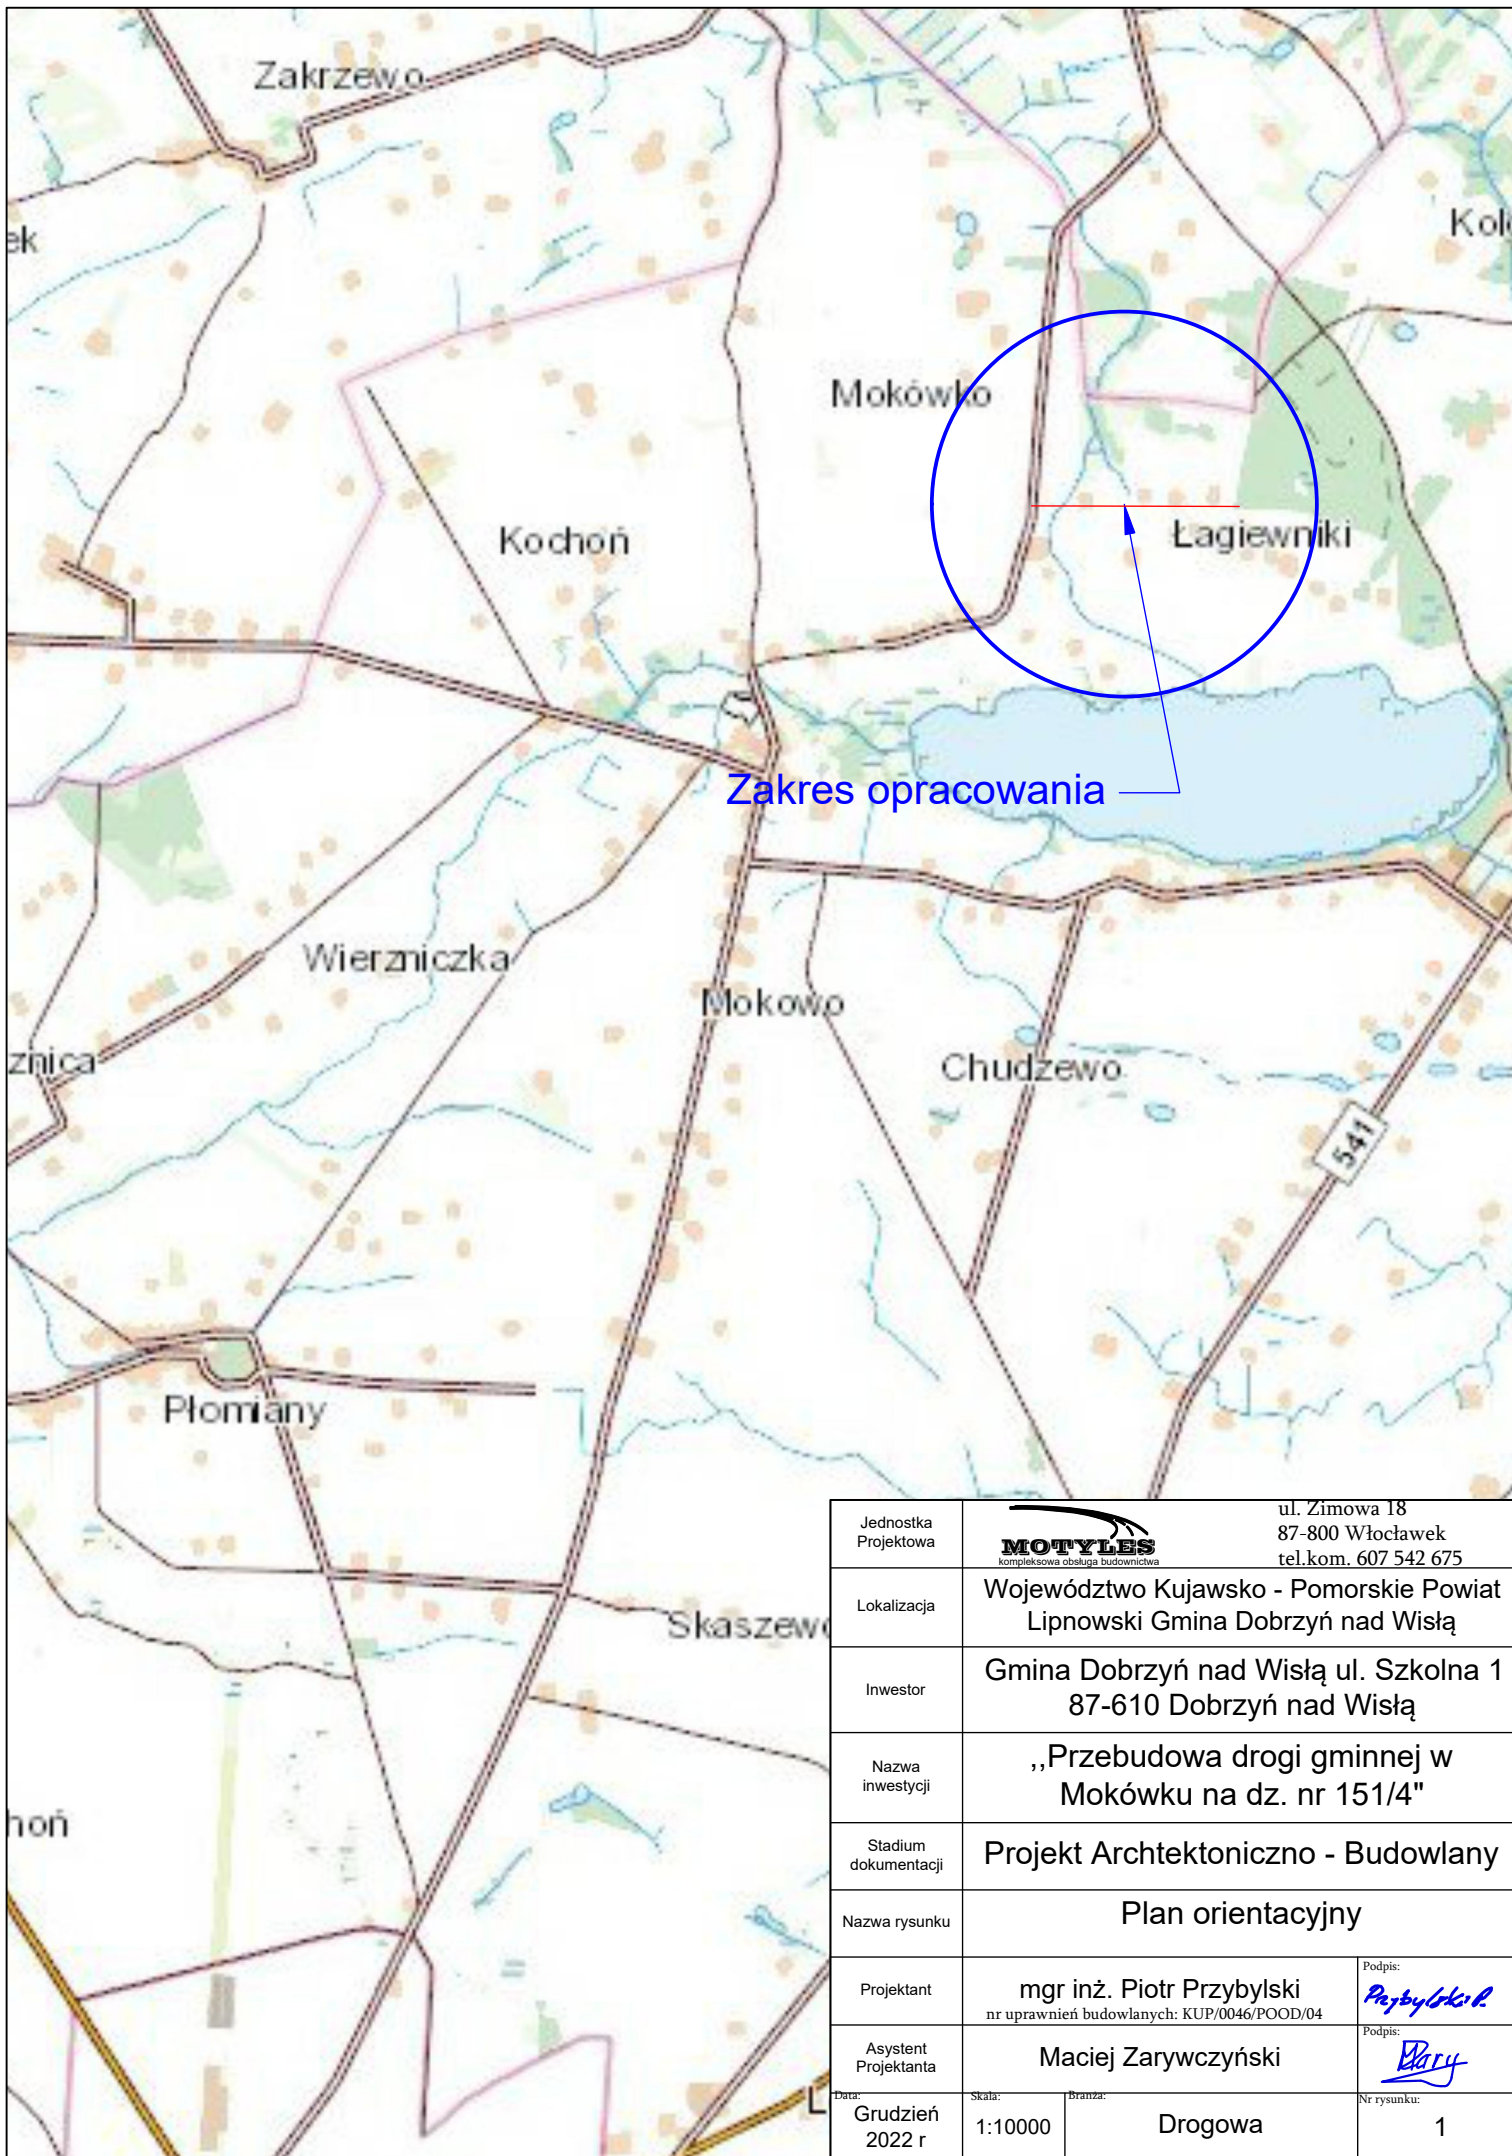 Zakrzewo
ek
Kol
Mokówko
Kochoń
Łagiewniki
Zakres opracowania
Wierzniczka
Mokowo
znica
Chudzewo
541
Płomiany
Skaszewo
hoń
L
Jednostka
Projektowa
MOTYLES
kompleksowa obsługa budownictwa
ul. Zimowa 18
87-800 Włocławek
tel.kom. 607 542 675
Lokalizacja
Województwo Kujawsko - Pomorskie Powiat
Lipnowski Gmina Dobrzyń nad Wisłą
Inwestor
Gmina Dobrzyń nad Wisłą ul. Szkolna 1
87-610 Dobrzyń nad Wisłą
Nazwa
inwestycji
,,Przebudowa drogi gminnej w
Mokówku na dz. nr 151/4"
Stadium
dokumentacji
Projekt Archtektoniczno - Budowlany
Nazwa rysunku
Plan orientacyjny
Projektant
mgr inż. Piotr Przybylski
nr uprawnień budowlanych: KUP/0046/POOD/04
Podpis:
Przybylski P.
Asystent
Projektanta
Maciej Zarywczyński
Podpis:
Data:
Grudzień
2022 r
Skala:
1:10000
Branża:
Drogowa
Nr rysunku:
1